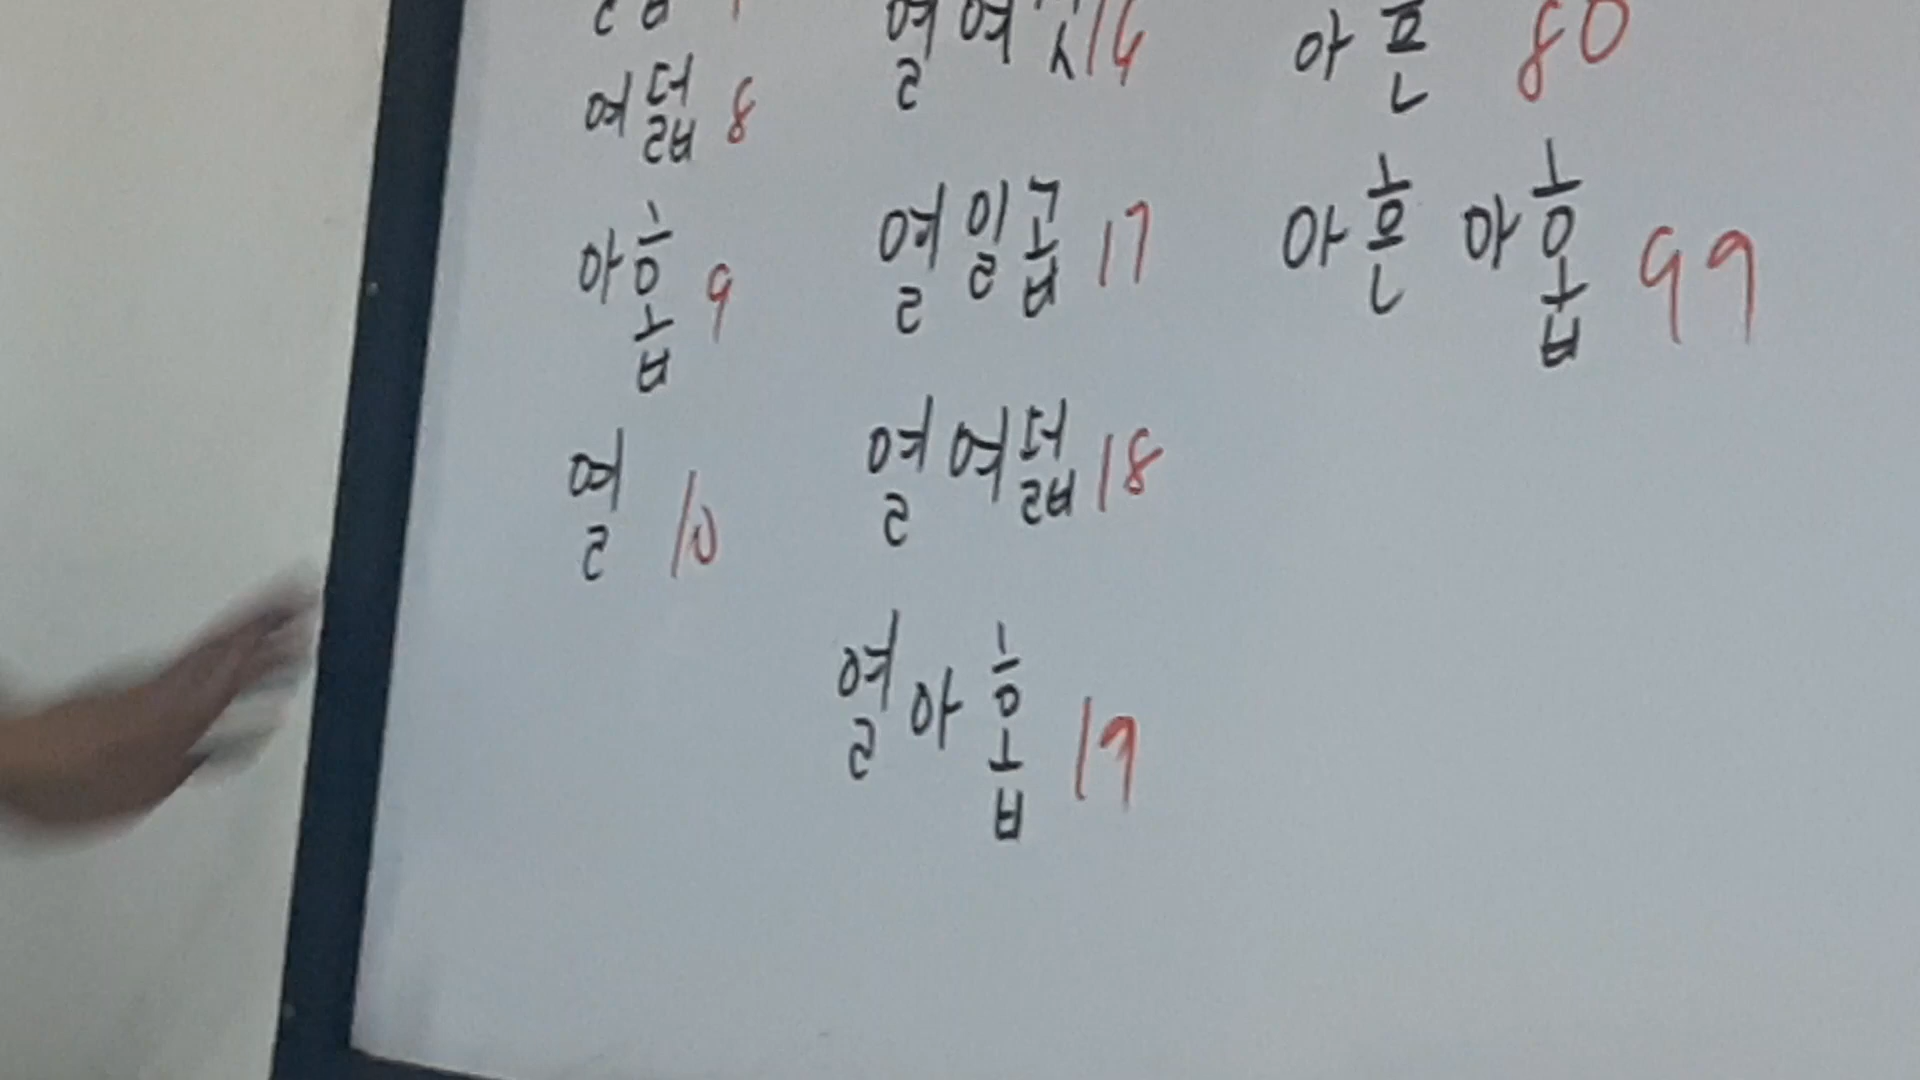 여덟 8
아홉 9
열 10
열여섯 16
열일곱 17
열여덟 18
열아홉 19
아흔
아흔아홉 99